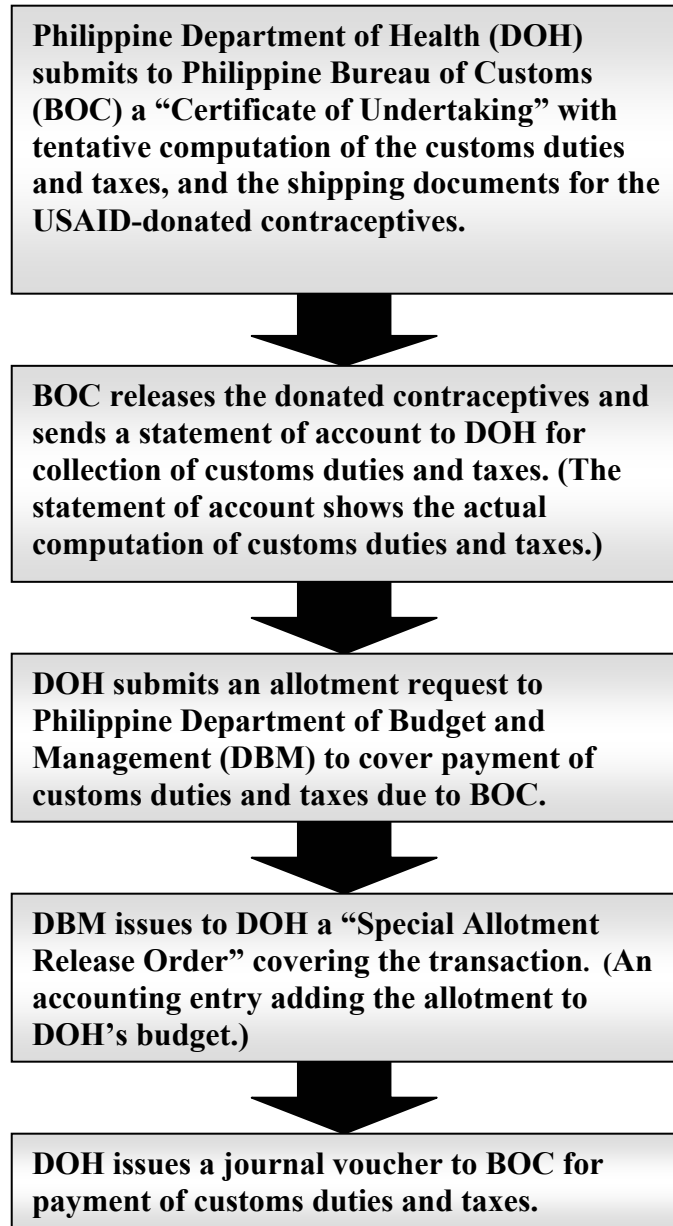 Philippine Department of Health (DOH)
submits to Philippine Bureau of Customs
(BOC) a “Certificate of Undertaking” with
tentative computation of the customs duties
and taxes, and the shipping documents for the
USAID-donated contraceptives.
BOC releases the donated contraceptives and
sends a statement of account to DOH for
collection of customs duties and taxes. (The
statement of account shows the actual
computation of customs duties and taxes.)
DOH submits an allotment request to
Philippine Department of Budget and
Management (DBM) to cover payment of
customs duties and taxes due to BOC.
DBM issues to DOH a “Special Allotment
Release Order” covering the transaction. (An
accounting entry adding the allotment to
DOH’s budget.)
DOH issues a journal voucher to BOC for
payment of customs duties and taxes.